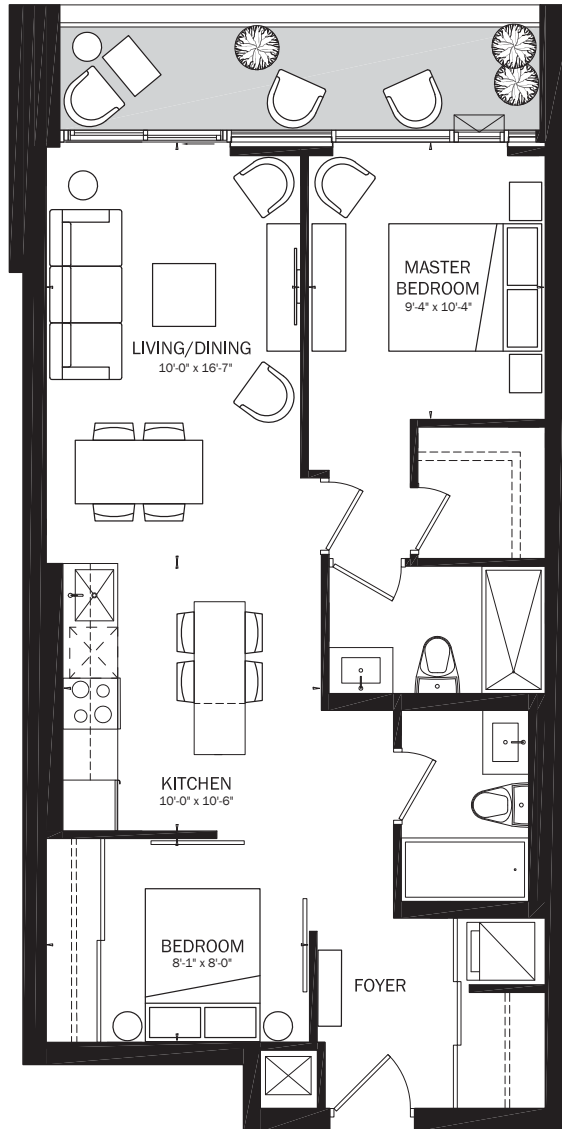 MASTER
BEDROOM
9'-4" x 10'-4"
LIVING/DINING
10'-0" x 16'-7"
KITCHEN
10'-0" x 10'-6"
BEDROOM
8'-1" x 8'-0"
FOYER